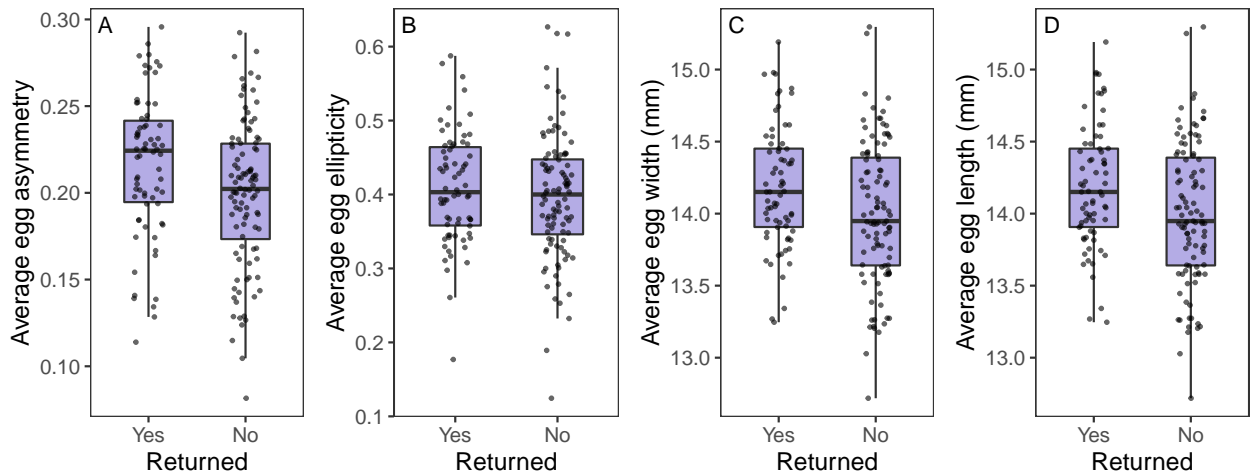 A
Average egg asymmetry
0.30
0.25
0.20
0.15
0.10
Yes
No
Returned
B
Average egg ellipticity
0.6
0.5
0.4
0.3
0.2
0.1
Yes
No
Returned
C
Average egg width (mm)
15.0
14.5
14.0
13.5
13.0
Yes
No
Returned
D
Average egg length (mm)
15.0
14.5
14.0
13.5
13.0
Yes
No
Returned